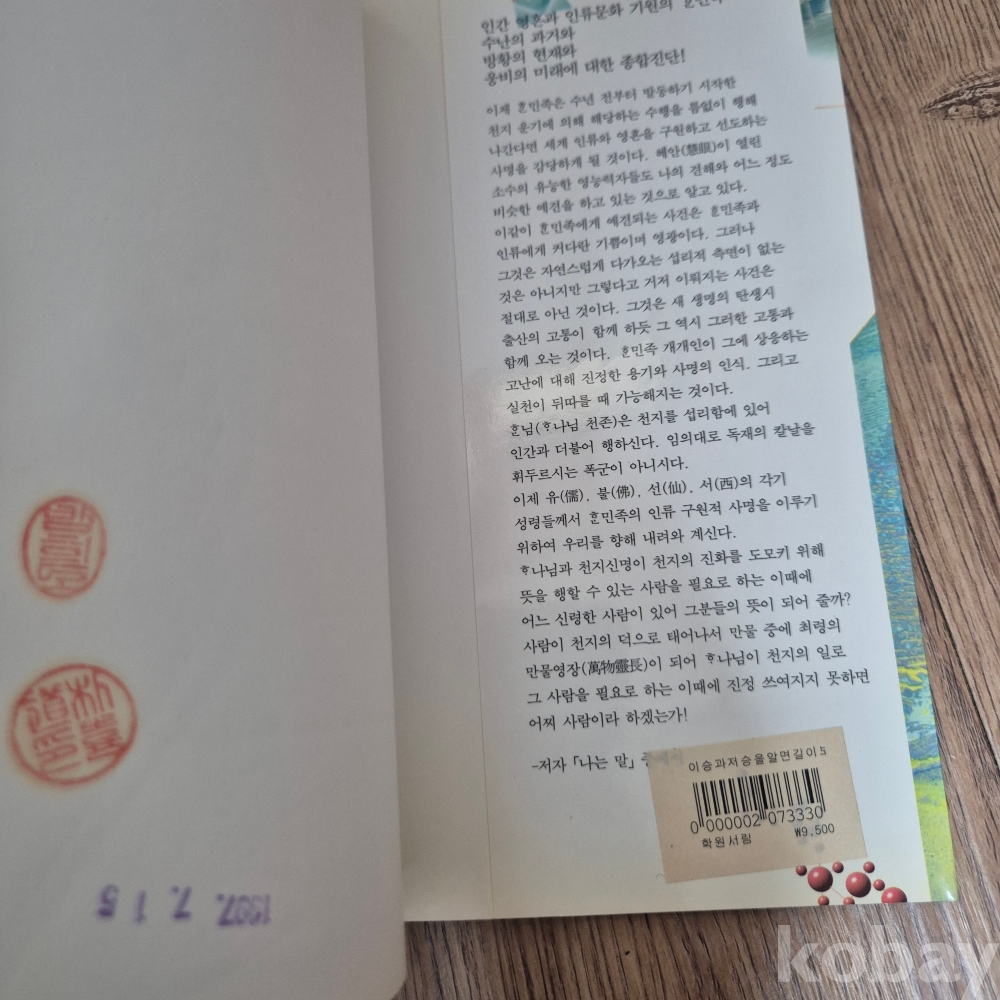 인간 영혼과 인류문화 기원의 ᄒᆞᆫ민족
수난의 과거와
방황의 현재와
웅비의 미래에 대한 종합진단!
이제 ᄒᆞᆫ민족은 수년 전부터 발동하기 시작한
천지 운기에 의해 해당하는 수행을 틈없이 행해
나간다면 세계 인류와 영혼을 구원하고 선도하는
사명을 감당하게 될 것이다. 혜안(慧眼)이 열린
소수의 유능한 영능력자들도 나의 견해와 어느 정도
비슷한 예견을 하고 있는 것으로 알고 있다.
이같이 ᄒᆞᆫ민족에게 예견되는 사건은 ᄒᆞᆫ민족과
인류에게 커다란 기쁨이며 영광이다. 그러나
그것은 자연스럽게 다가오는 섭리적 측면이 없는
것은 아니지만 그렇다고 거저 이뤄지는 사건은
절대로 아닌 것이다. 그것은 새 생명의 탄생시
출산의 고통이 함께 하듯 그 역시 그러한 고통과
함께 오는 것이다. ᄒᆞᆫ민족 개개인이 그에 상응하는
고난에 대해 진정한 용기와 사명의 인식. 그리고
실천이 뒤따를 때 가능해지는 것이다.
ᄒᆞᆫ님(ᄒᆞ나님 천존)은 천지를 섭리함에 있어
인간과 더불어 행하신다. 임의대로 독재의 칼날을
휘두르시는 폭군이 아니시다.
이제 유(儒), 불(佛), 선(仙), 서(西)의 각기
성령들께서 ᄒᆞᆫ민족의 인류 구원적 사명을 이루기
위하여 우리를 향해 내려와 계신다.
ᄒᆞ나님과 천지신명이 천지의 진화를 도모키 위해
뜻을 행할 수 있는 사람을 필요로 하는 이때에
어느 신령한 사람이 있어 그분들의 뜻이 되어 줄까?
사람이 천지의 덕으로 태어나서 만물 중에 최령의
만물영장(萬物靈長)이 되어 ᄒᆞ나님이 천지의 일로
그 사람을 필요로 하는 이때에 진정 쓰여지지 못하면
어찌 사람이라 하겠는가!
-저자 「나는 말」
이승과저승을알면길이5
0 000002 073330
학원서림 ₩9,500
1997. 7. 15
kobay